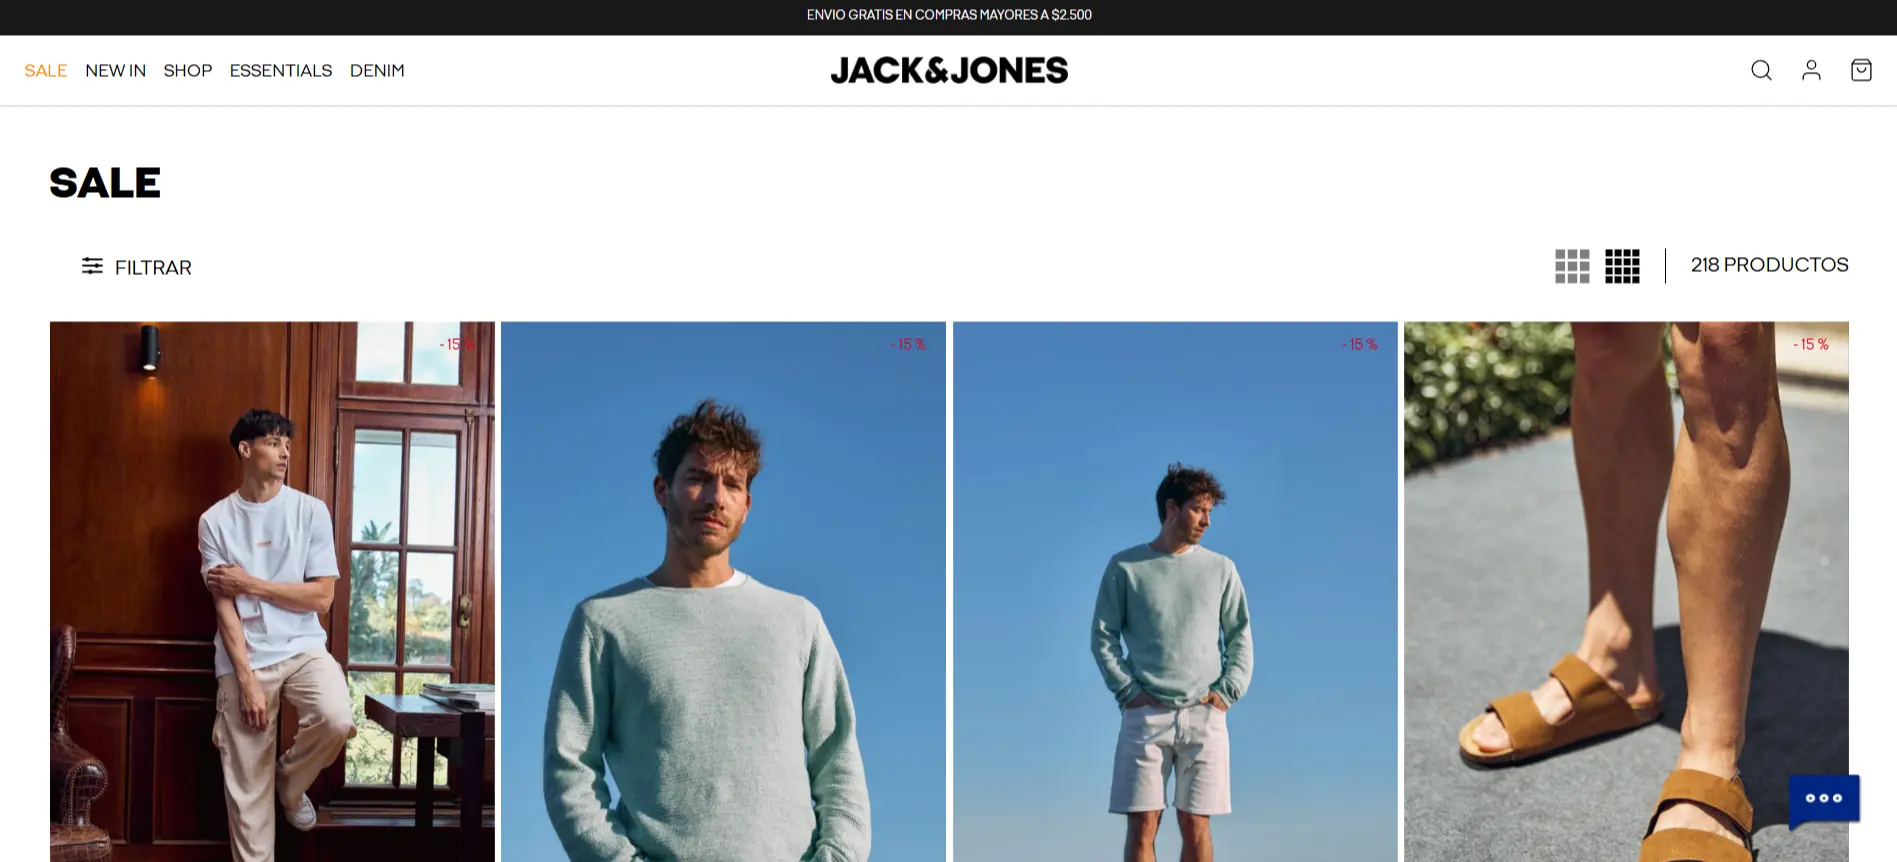 ENVIO GRATIS EN COMPRAS MAYORES A $2.500
SALE NEW IN SHOP ESSENTIALS DENIM
JACK&JONES
SALE
FILTRAR
218 PRODUCTOS
- 15 %
- 15 %
- 15 %
- 15 %